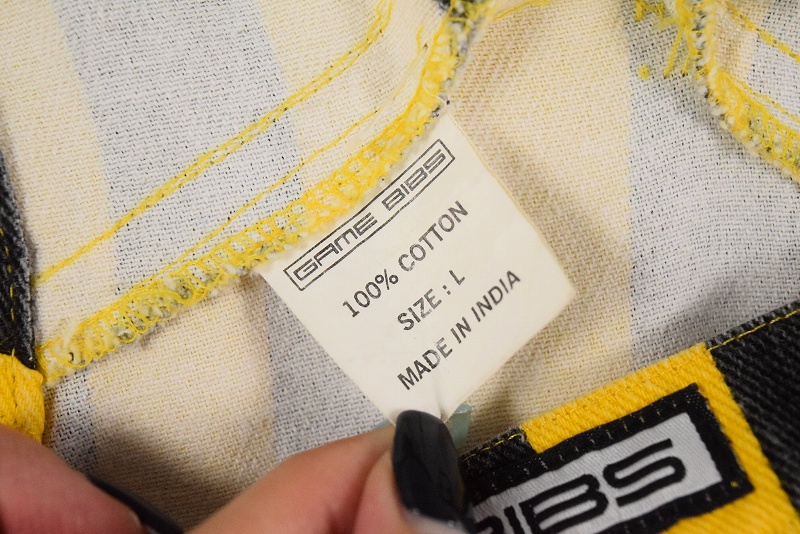 GAME BIBS
100% COTTON
SIZE : L
MADE IN INDIA
BIBS